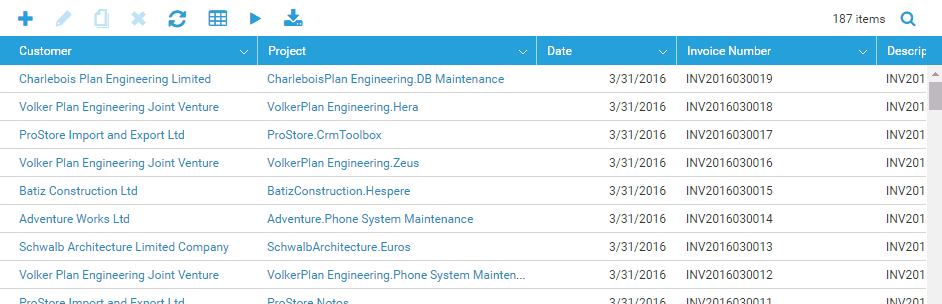 187 items
Customer Project Date Invoice Number Descrip
Charlebois Plan Engineering Limited CharleboisPlan Engineering.DB Maintenance 3/31/2016 INV2016030019 INV201
Volker Plan Engineering Joint Venture VolkerPlan Engineering.Hera 3/31/2016 INV2016030018 INV201
ProStore Import and Export Ltd ProStore.CrmToolbox 3/31/2016 INV2016030017 INV201
Volker Plan Engineering Joint Venture VolkerPlan Engineering.Zeus 3/31/2016 INV2016030016 INV201
Batiz Construction Ltd BatizConstruction.Hespere 3/31/2016 INV2016030015 INV201
Adventure Works Ltd Adventure.Phone System Maintenance 3/31/2016 INV2016030014 INV201
Schwalb Architecture Limited Company SchwalbArchitecture.Euros 3/31/2016 INV2016030013 INV201
Volker Plan Engineering Joint Venture VolkerPlan Engineering.Phone System Mainten... 3/31/2016 INV2016030012 INV201
ProStore Import and Export Ltd ProStore.Notos 3/31/2016 INV2016030011 INV201